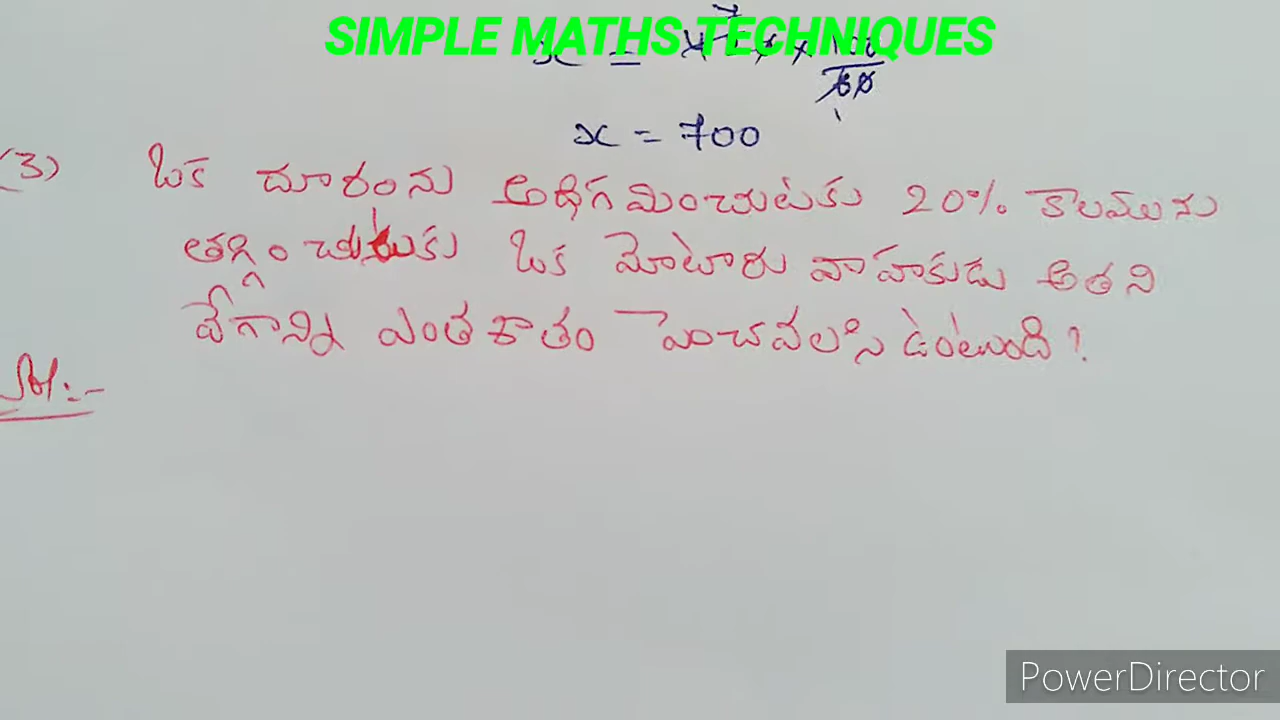 SIMPLE MATHS TECHNIQUES
x =
x = 700
(3) ఒక దూరంను అధిగమించుటకు 20% కాలమును
తగ్గించుటకు ఒక మోటారు వాహకుడు అతని
వేగాన్ని ఎంత శాతం పెంచవలసి ఉంటుంది?
Sol:-
PowerDirector